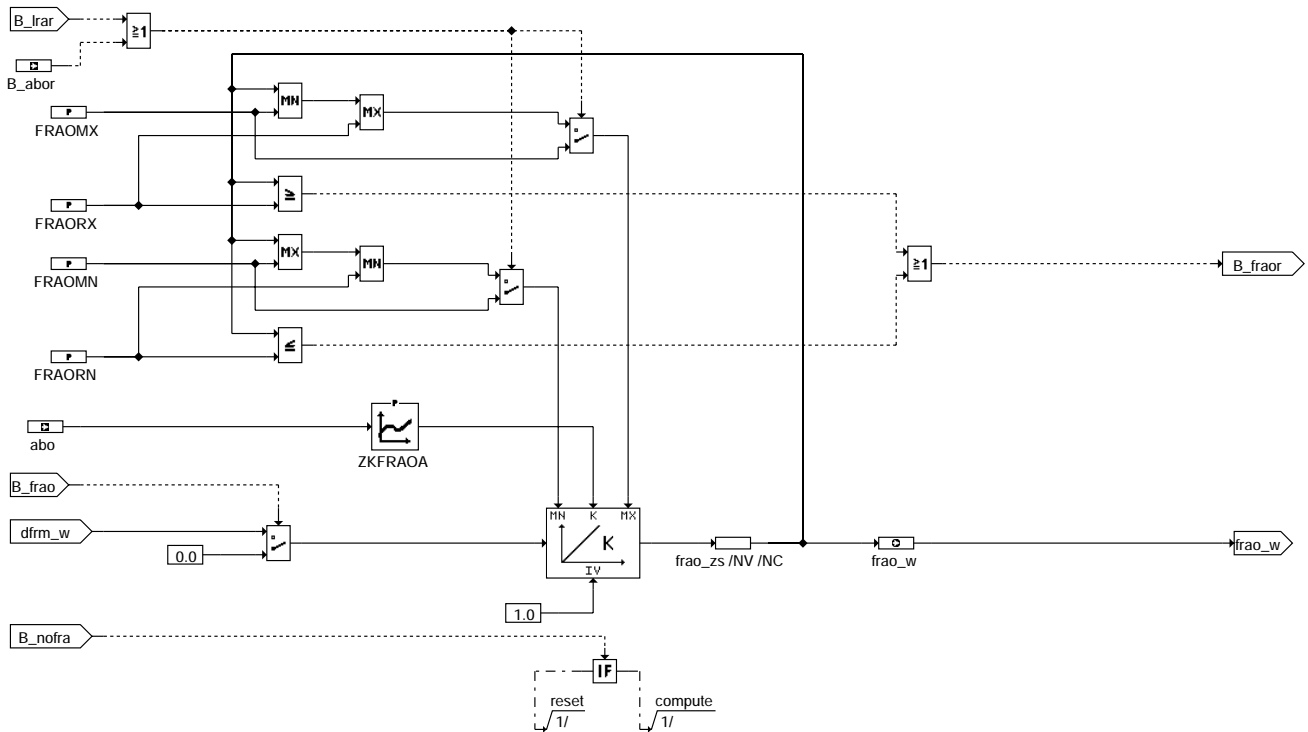 B_lrar
≥1
B_abor
P
FRAOMX
MN
MX
P
FRAORX
≥
MX
P
FRAOMN
MN
≥1
B_fraor
P
FRAORN
≤
P
abo
ZKFRAOA
B_frao
dfrm_w
0.0
MN K MX
K
IV
frao_zs /NV /NC
frao_w
frao_w
1.0
B_nofra
IF
reset
1/
compute
1/